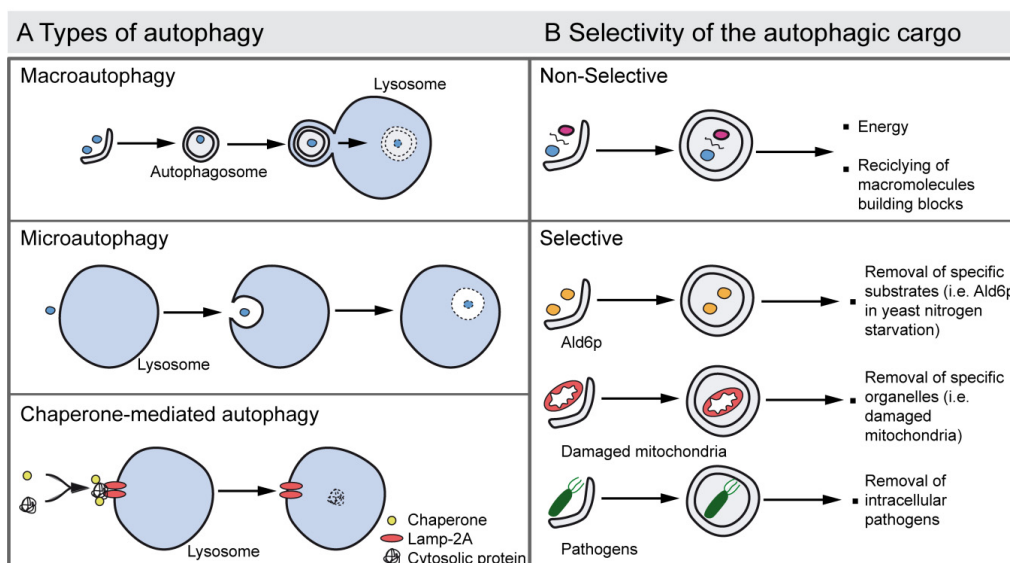 A Types of autophagy
Macroautophagy
Lysosome
Autophagosome
Microautophagy
Lysosome
Chaperone-mediated autophagy
Lysosome
Chaperone
Lamp-2A
Cytosolic protein
B Selectivity of the autophagic cargo
Non-Selective
Energy
Reciclying of
macromolecules
building blocks
Selective
Ald6p
Removal of specific
substrates (i.e. Ald6p
in yeast nitrogen
starvation)
Damaged mitochondria
Removal of specific
organelles (i.e.
damaged
mitochondria)
Pathogens
Removal of
intracellular
pathogens